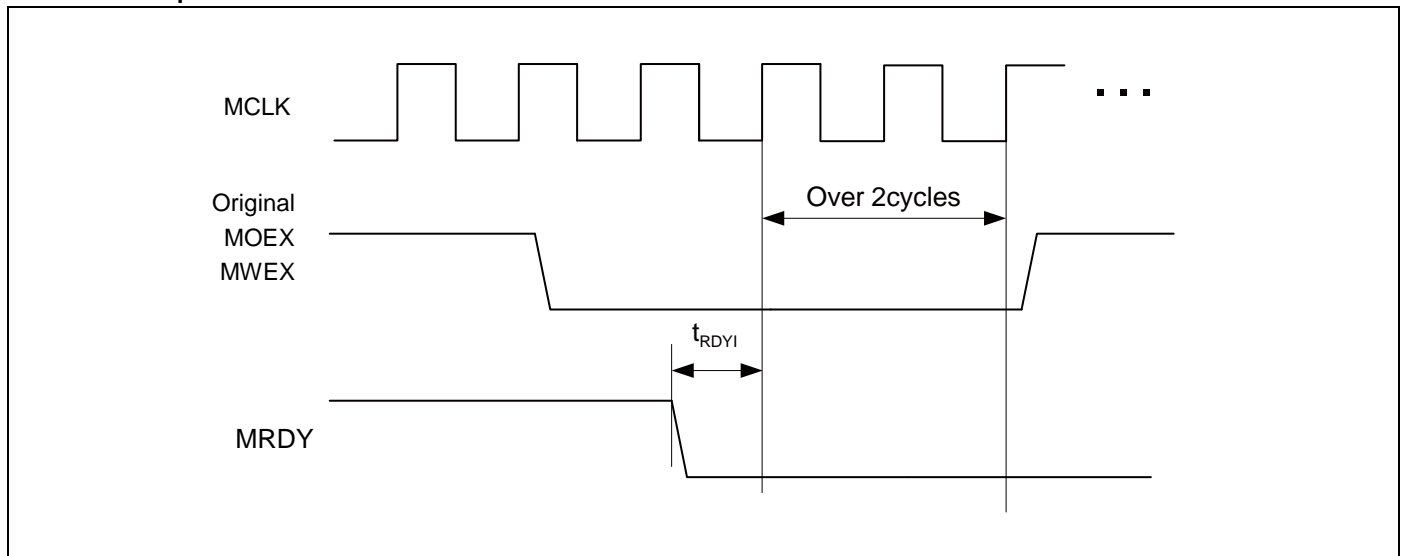 MCLK
Original
MOEX
MWEX
Over 2cycles
tRDYI
MRDY